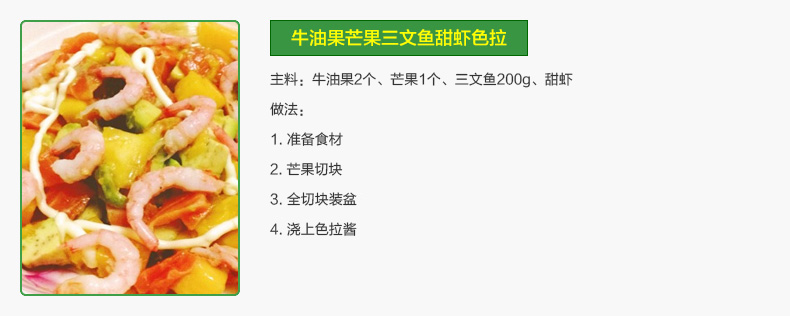 牛油果芒果三文鱼甜虾色拉
主料：牛油果2个、芒果1个、三文鱼200g、甜虾
做法：
1. 准备食材
2. 芒果切块
3. 全切块装盆
4. 浇上色拉酱